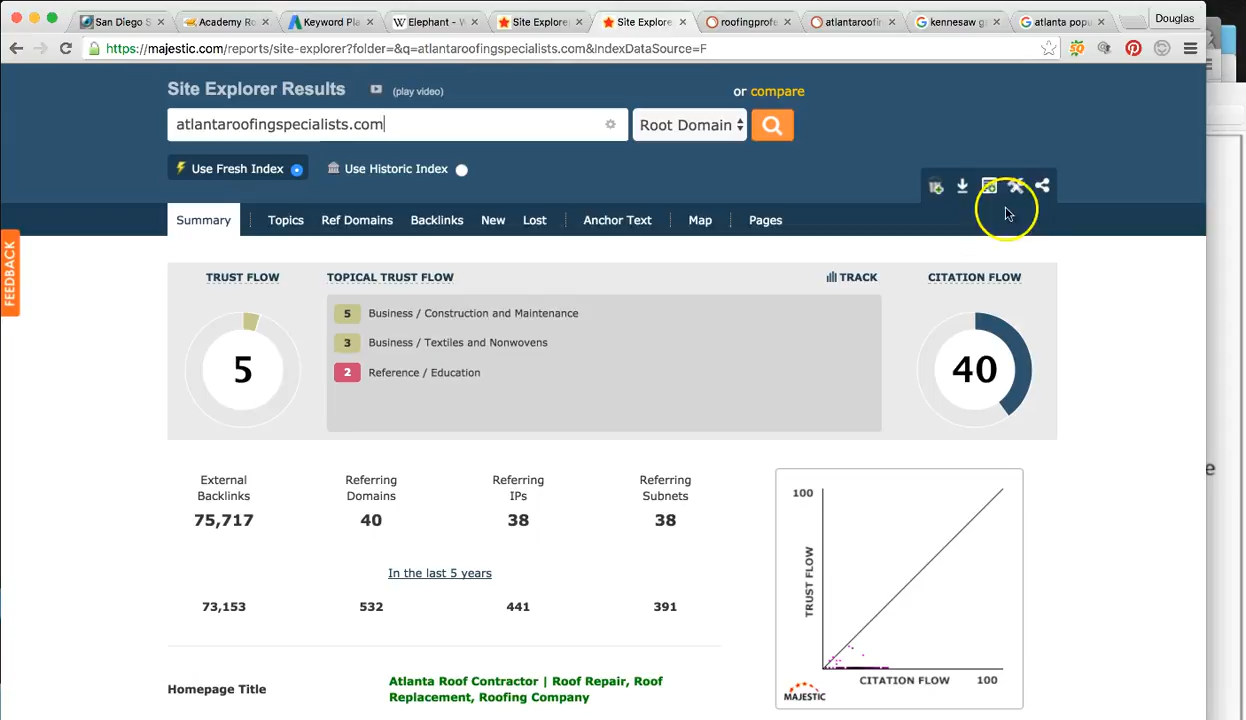 San Diego S
Academy Ro
Keyword Pla
Elephant - W
Site Explore
Site Explore
roofingprofe
atlantaroofin
kennesaw g
atlanta popu
Douglas
https://majestic.com/reports/site-explorer?folder=&q=atlantaroofingspecialists.com&IndexDataSource=F
Site Explorer Results (play video) or compare
atlantaroofingspecialists.com Root Domain
Use Fresh Index Use Historic Index
Summary Topics Ref Domains Backlinks New Lost Anchor Text Map Pages
FEEDBACK
TRUST FLOW TOPICAL TRUST FLOW TRACK CITATION FLOW
5 Business / Construction and Maintenance
3 Business / Textiles and Nonwovens
2 Reference / Education
5
40
External Backlinks
Referring Domains
Referring IPs
Referring Subnets
75,717 40 38 38
In the last 5 years
73,153 532 441 391
Homepage Title
Atlanta Roof Contractor | Roof Repair, Roof
Replacement, Roofing Company
100
TRUST FLOW
CITATION FLOW 100
MAJESTIC
e